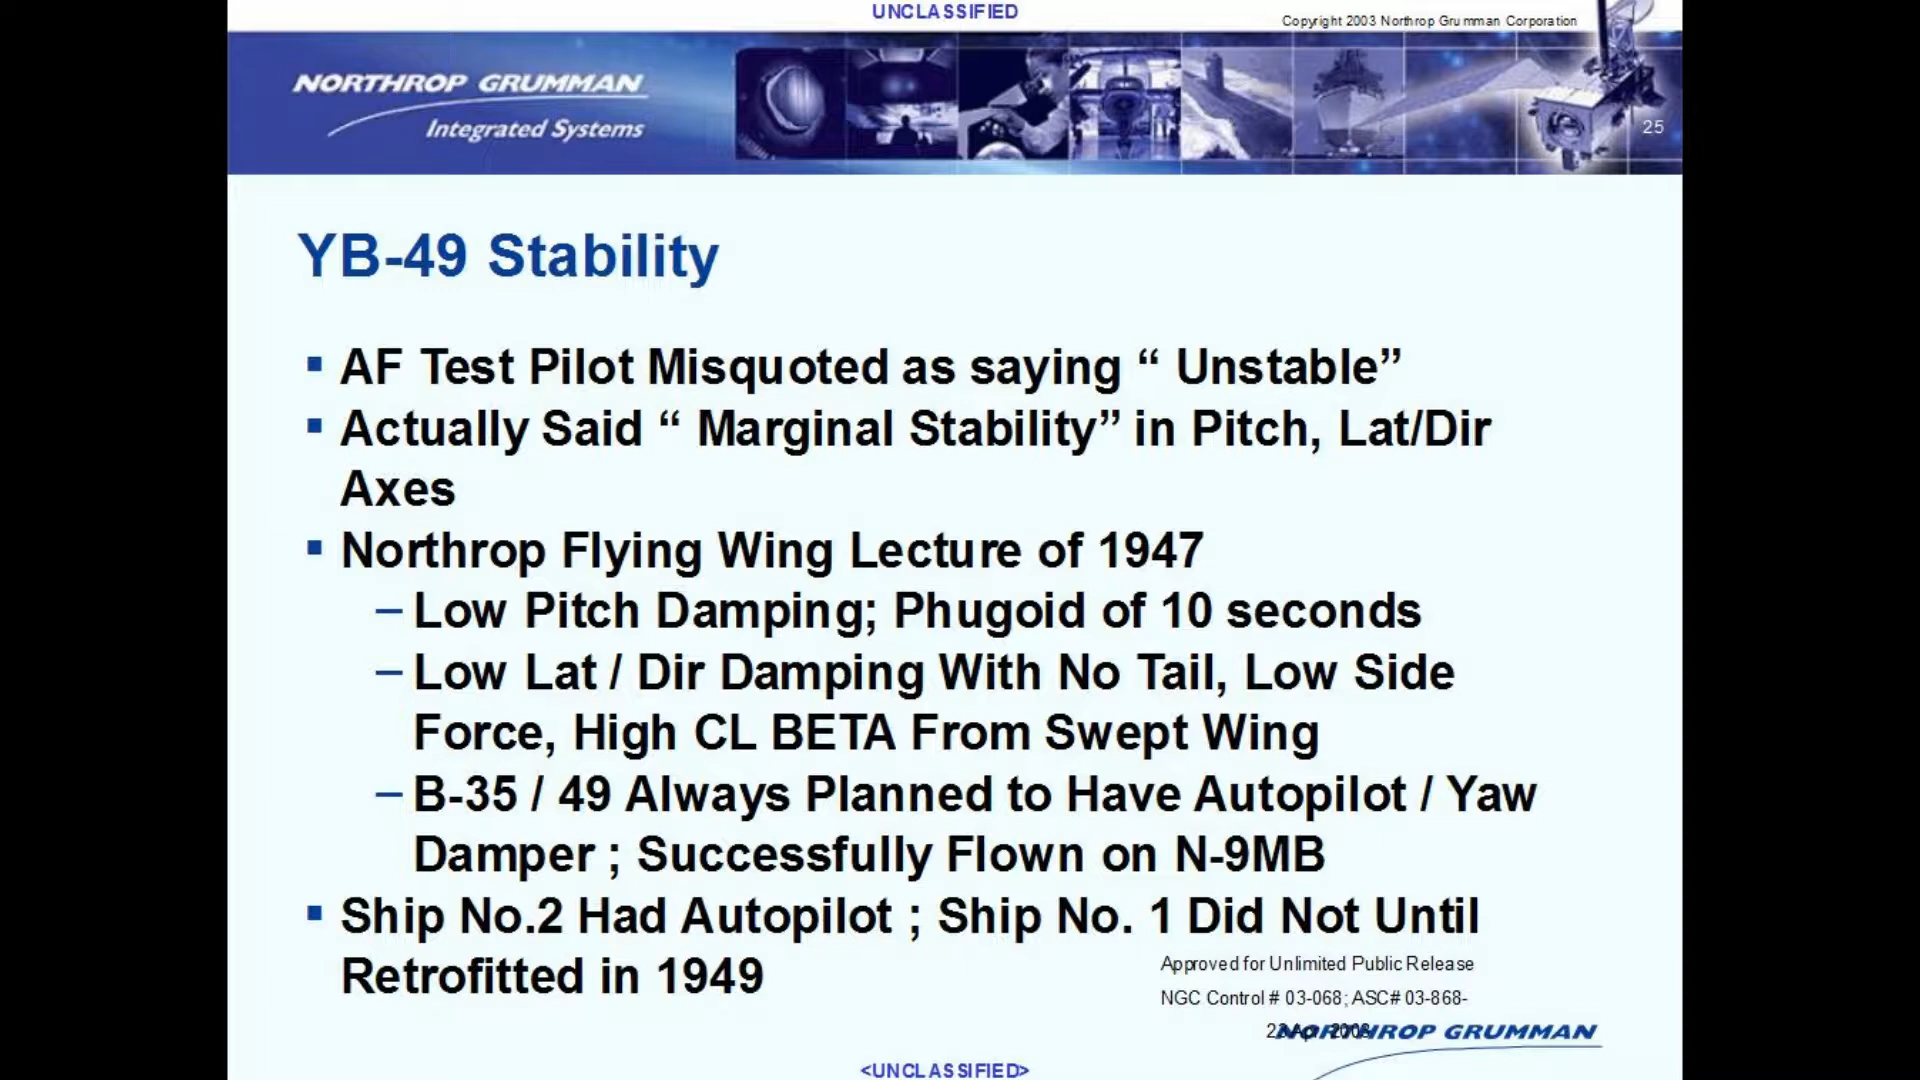 UNCLASSIFIED
Copyright 2003 Northrop Grumman Corporation
NORTHROP GRUMMAN
Integrated Systems
25
YB-49 Stability
▪ AF Test Pilot Misquoted as saying “ Unstable”
▪ Actually Said “ Marginal Stability” in Pitch, Lat/Dir
Axes
▪ Northrop Flying Wing Lecture of 1947
– Low Pitch Damping; Phugoid of 10 seconds
– Low Lat / Dir Damping With No Tail, Low Side
Force, High CL BETA From Swept Wing
– B-35 / 49 Always Planned to Have Autopilot / Yaw
Damper ; Successfully Flown on N-9MB
▪ Ship No.2 Had Autopilot ; Ship No. 1 Did Not Until
Retrofitted in 1949
Approved for Unlimited Public Release
NGC Control # 03-068; ASC# 03-868-
23 Apr 2003
NORTHROP GRUMMAN
<UNCLASSIFIED>